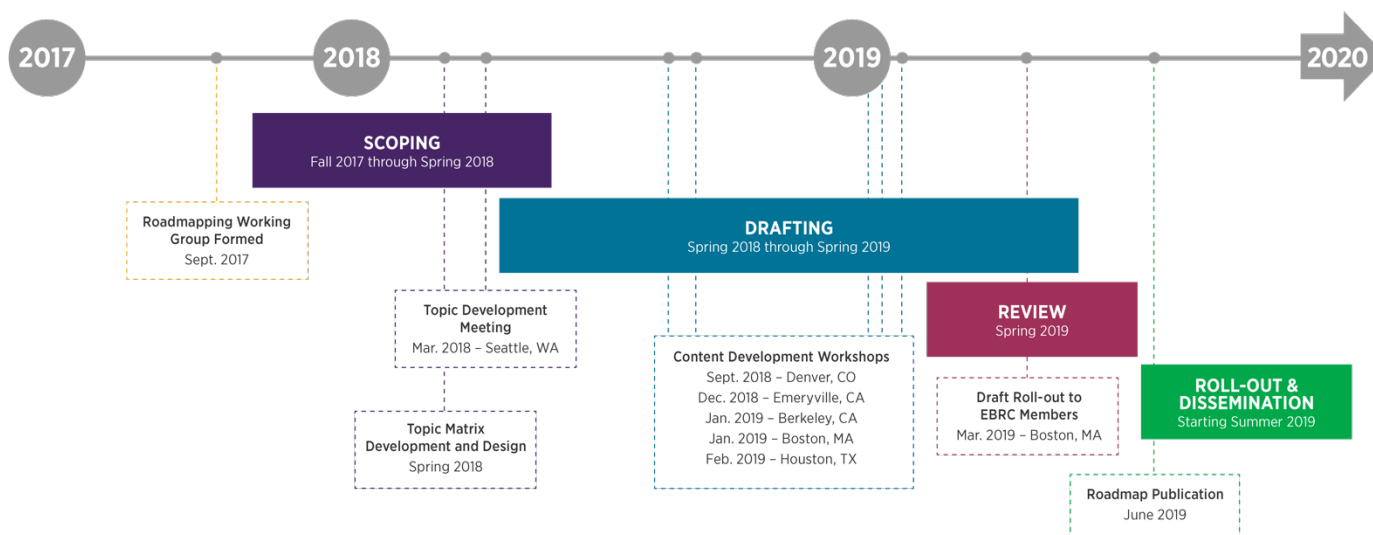 2017
2018
2019
2020
SCOPING
Fall 2017 through Spring 2018
Roadmapping Working
Group Formed
Sept. 2017
DRAFTING
Spring 2018 through Spring 2019
Topic Development
Meeting
Mar. 2018 – Seattle, WA
Topic Matrix
Development and Design
Spring 2018
Content Development Workshops
Sept. 2018 – Denver, CO
Dec. 2018 – Emeryville, CA
Jan. 2019 – Berkeley, CA
Jan. 2019 – Boston, MA
Feb. 2019 – Houston, TX
REVIEW
Spring 2019
Draft Roll-out to
EBRC Members
Mar. 2019 – Boston, MA
ROLL-OUT &
DISSEMINATION
Starting Summer 2019
Roadmap Publication
June 2019